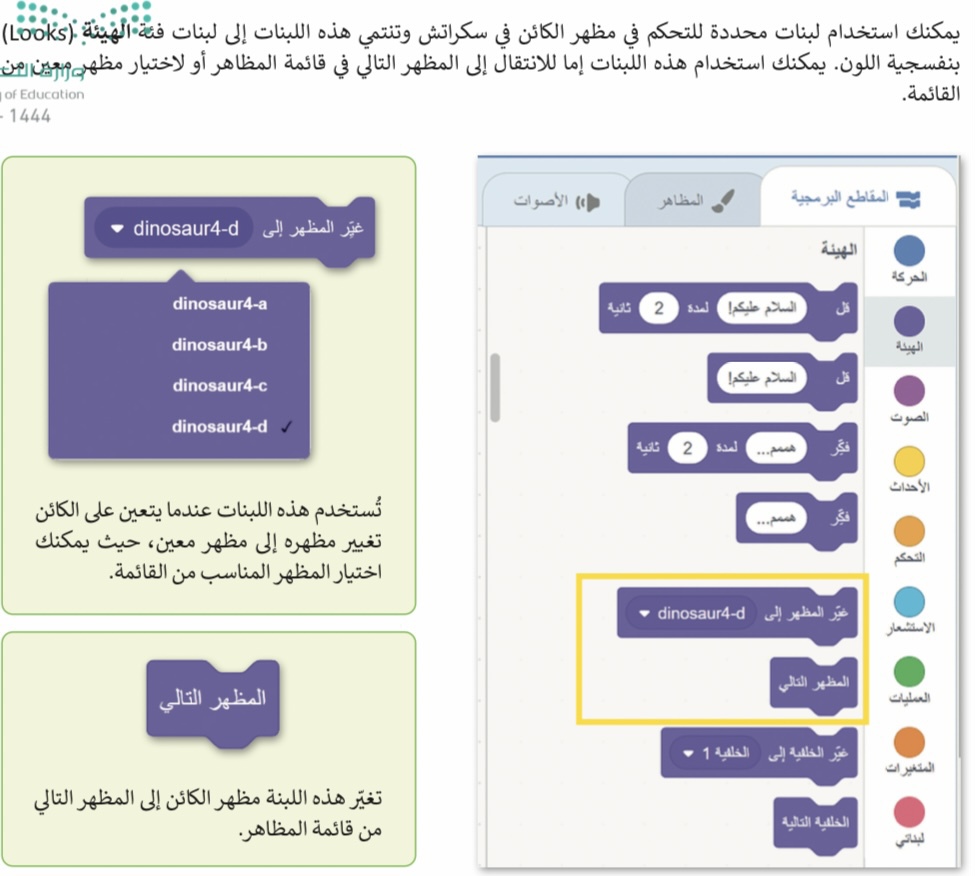 يمكنك استخدام لبنات محددة للتحكم في مظهر الكائن في سكراتش وتنتمي هذه اللبنات إلى لبنات فئة الهيئة (Looks)
بنفسجية اللون. يمكنك استخدام هذه اللبنات إما للانتقال إلى المظهر التالي في قائمة المظاهر أو لاختيار مظهر معين من
القائمة.
of Education
- 1444
المقاطع البرمجية
المظاهر
الأصوات
الحركة
الهيئة
الصوت
الأحداث
التحكم
الاستشعار
العمليات
المتغيرات
لبناتي
الهيئة
قل السلام عليكم! لمدة 2 ثانية
قل السلام عليكم!
فكّر هممم... لمدة 2 ثانية
فكّر هممم...
غيّر المظهر إلى dinosaur4-d
المظهر التالي
غيّر الخلفية إلى الخلفية 1
الخلفية التالية
غيّر المظهر إلى dinosaur4-d
dinosaur4-a
dinosaur4-b
dinosaur4-c
dinosaur4-d ✓
تُستخدم هذه اللبنات عندما يتعين على الكائن
تغيير مظهره إلى مظهر معين، حيث يمكنك
اختيار المظهر المناسب من القائمة.
المظهر التالي
تغيّر هذه اللبنة مظهر الكائن إلى المظهر التالي
من قائمة المظاهر.